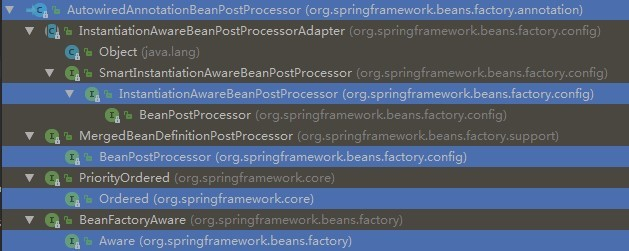 AutowiredAnnotationBeanPostProcessor (org.springframework.beans.factory.annotation)
InstantiationAwareBeanPostProcessorAdapter (org.springframework.beans.factory.config)
Object (java.lang)
SmartInstantiationAwareBeanPostProcessor (org.springframework.beans.factory.config)
InstantiationAwareBeanPostProcessor (org.springframework.beans.factory.config)
BeanPostProcessor (org.springframework.beans.factory.config)
MergedBeanDefinitionPostProcessor (org.springframework.beans.factory.support)
BeanPostProcessor (org.springframework.beans.factory.config)
PriorityOrdered (org.springframework.core)
Ordered (org.springframework.core)
BeanFactoryAware (org.springframework.beans.factory)
Aware (org.springframework.beans.factory)